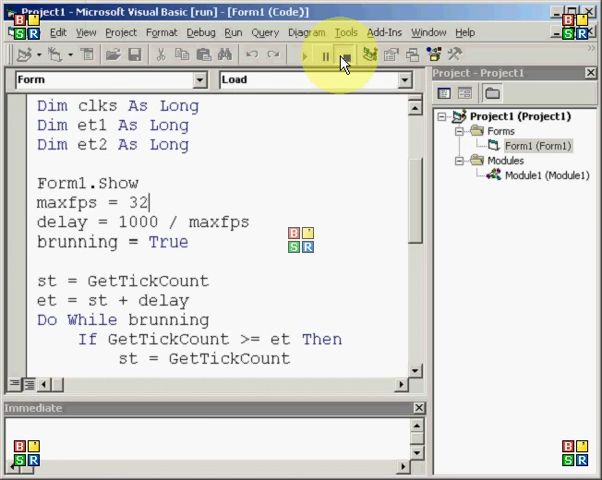 Project1 - Microsoft Visual Basic [run] - [Form1 (Code)]
Edit View Project Format Debug Run Query Diagram Tools Add-Ins Window Help
Form Load
Dim clks As Long
Dim et1 As Long
Dim et2 As Long
Form1.Show
maxfps = 32
delay = 1000 / maxfps
brunning = True
st = GetTickCount
et = st + delay
Do While brunning
If GetTickCount >= et Then
st = GetTickCount
Project - Project1
Project1 (Project1)
Forms
Form1 (Form1)
Modules
Module1 (Module1)
Immediate
B
S R
B
S R
B
S R
B
S R
B
S R